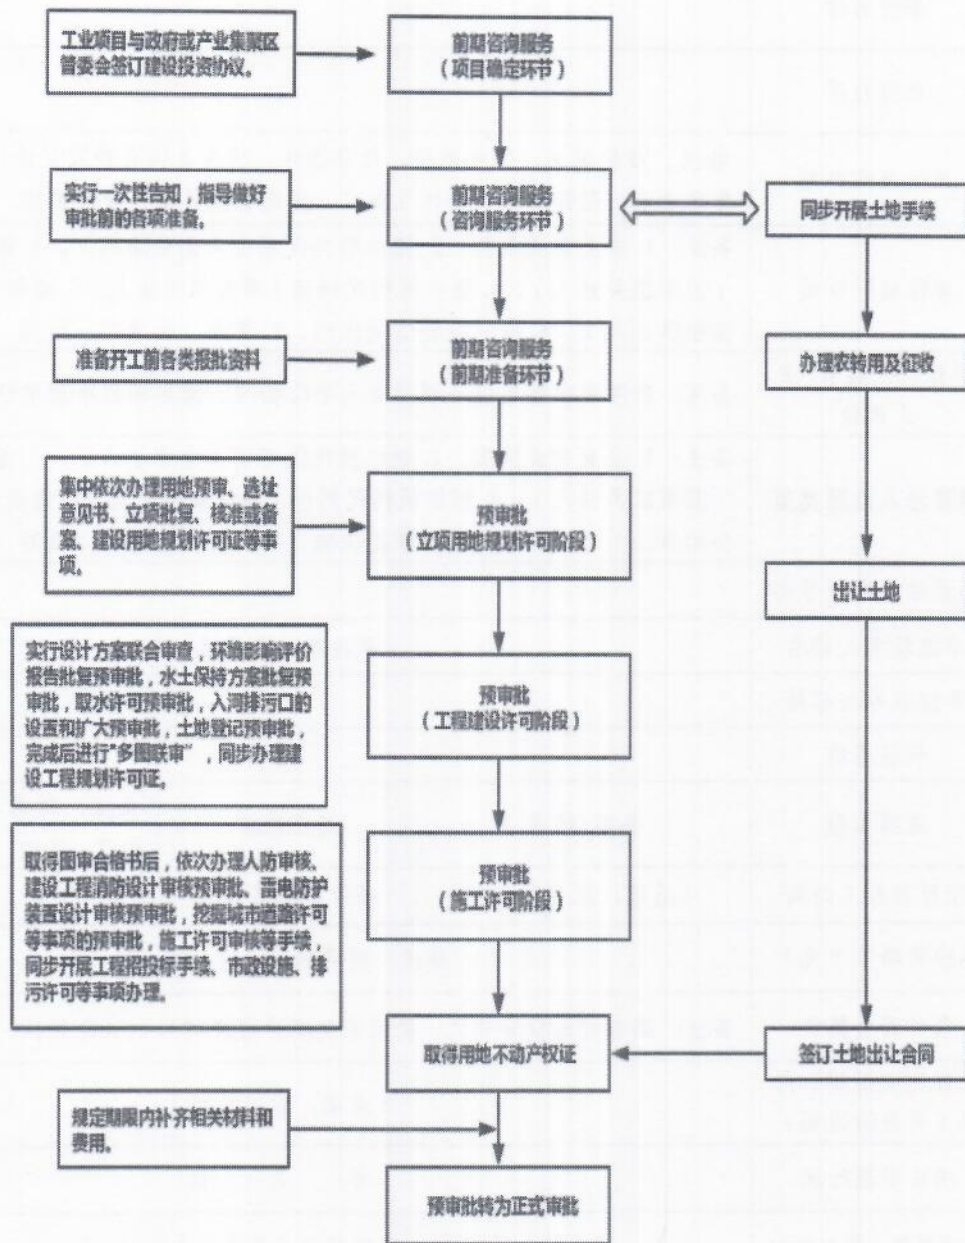 工业项目与政府或产业集聚区
管委会签订建设投资协议。
前期咨询服务
（项目确定环节）
实行一次性告知，指导做好
审批前的各项准备。
前期咨询服务
（咨询服务环节）
同步开展土地手续
准备开工前各类报批资料
前期咨询服务
（前期准备环节）
办理农转用及征收
集中依次办理用地预审、选址
意见书、立项批复、核准或备
案、建设用地规划许可证等事
项。
预审批
（立项用地规划许可阶段）
出让土地
实行设计方案联合审查，环境影响评价
报告批复预审批，水土保持方案批复预
审批，取水许可预审批，入河排污口的
设置和扩大预审批，土地登记预审批，
完成后进行“多图联审”，同步办理建
设工程规划许可证。
预审批
（工程建设许可阶段）
取得图审合格书后，依次办理人防审核、
建设工程消防设计审核预审批、雷电防护
装置设计审核预审批，挖掘城市道路许可
等事项的预审批，施工许可审核等手续，
同步开展工程招投标手续、市政设施、排
污许可等事项办理。
预审批
（施工许可阶段）
取得用地不动产权证
签订土地出让合同
规定期限内补齐相关材料和
费用。
预审批转为正式审批